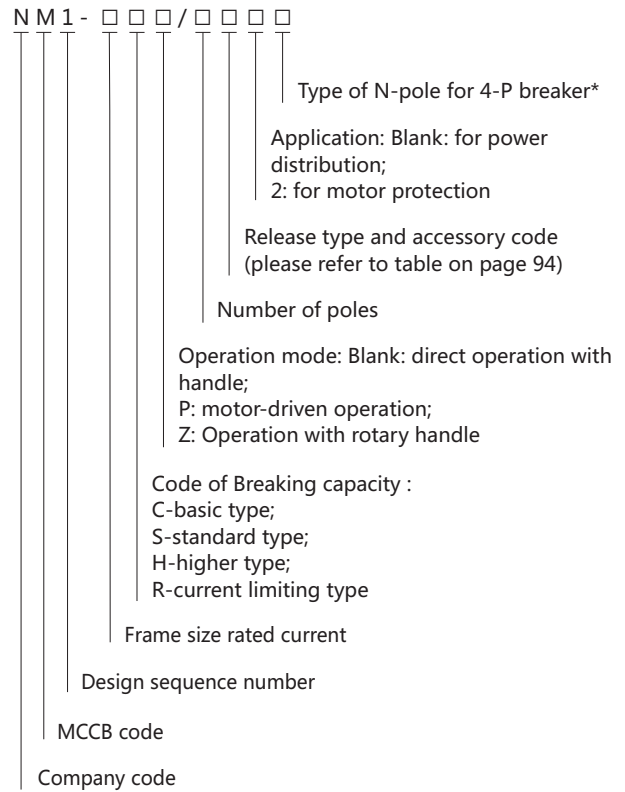 NM1-□□□/□□□□
Type of N-pole for 4-P breaker*
Application: Blank: for power
distribution;
2: for motor protection
Release type and accessory code
(please refer to table on page 94)
Number of poles
Operation mode: Blank: direct operation with
handle;
P: motor-driven operation;
Z: Operation with rotary handle
Code of Breaking capacity :
C-basic type;
S-standard type;
H-higher type;
R-current limiting type
Frame size rated current
Design sequence number
MCCB code
Company code